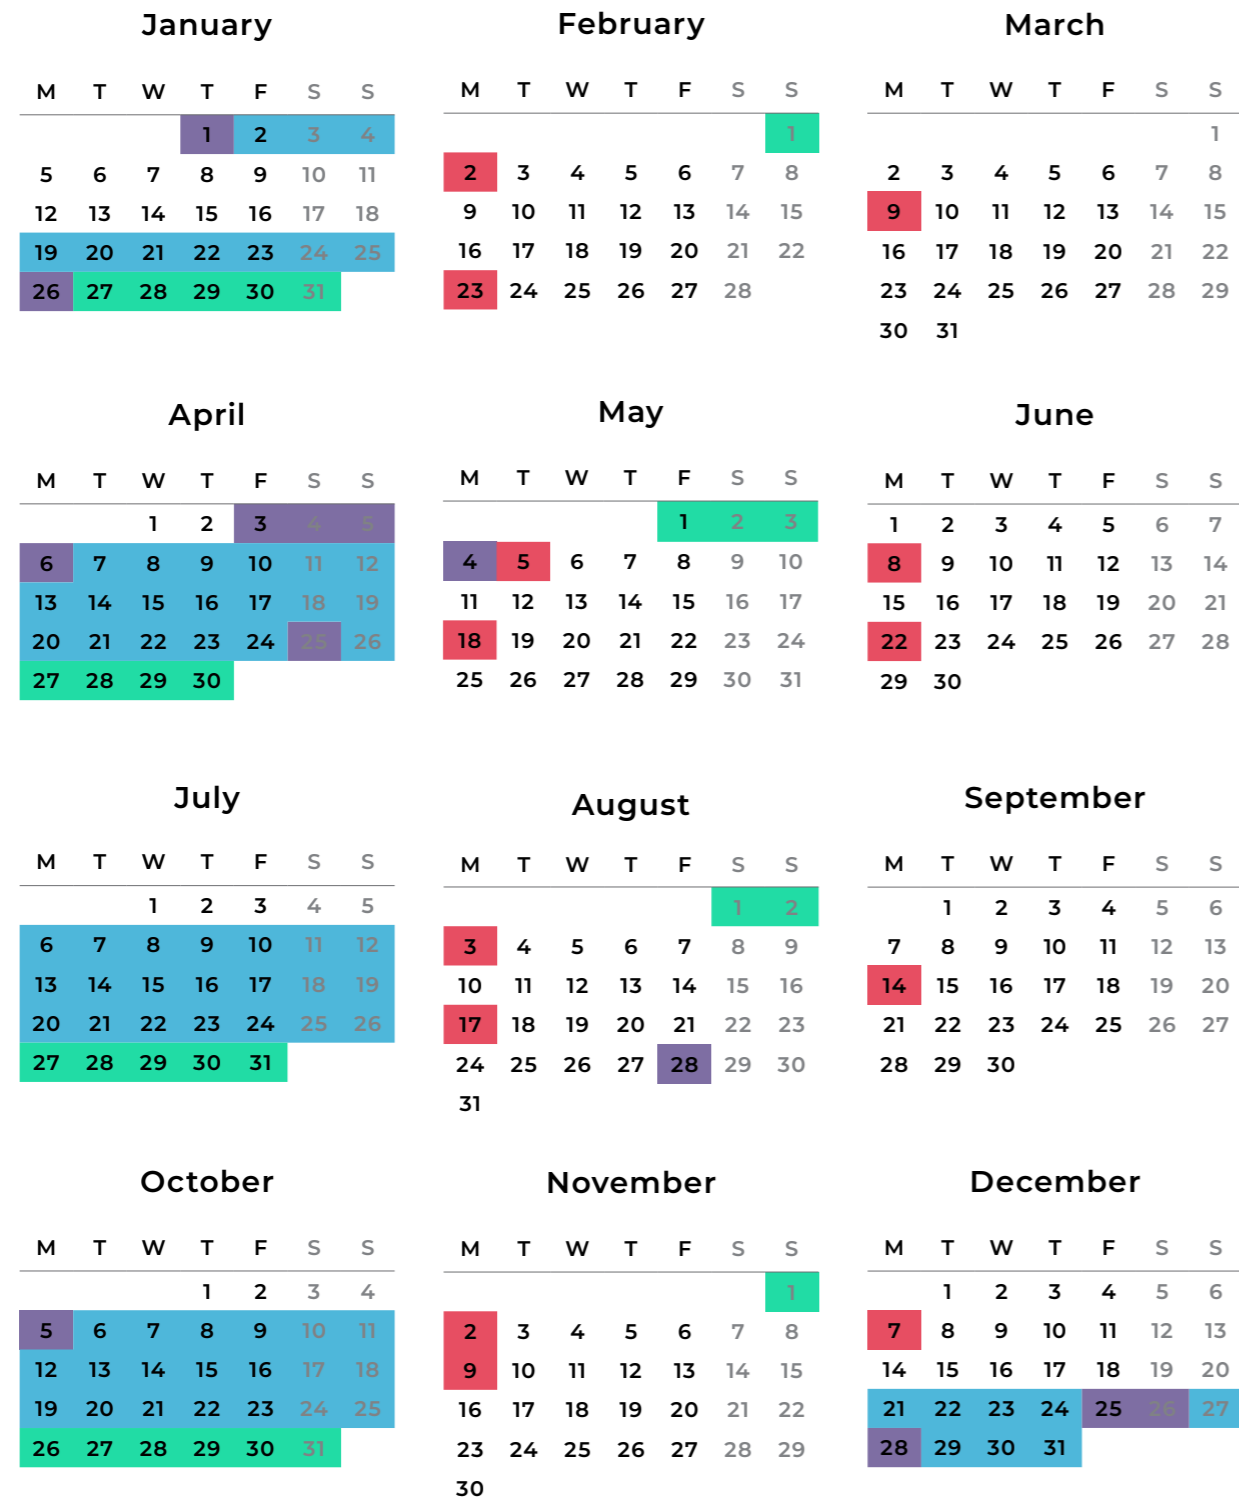 January
M T W T F S S
1 2 3 4
5 6 7 8 9 10 11
12 13 14 15 16 17 18
19 20 21 22 23 24 25
26 27 28 29 30 31
February
M T W T F S S
1
2 3 4 5 6 7 8
9 10 11 12 13 14 15
16 17 18 19 20 21 22
23 24 25 26 27 28
March
M T W T F S S
1
2 3 4 5 6 7 8
9 10 11 12 13 14 15
16 17 18 19 20 21 22
23 24 25 26 27 28 29
30 31
April
M T W T F S S
1 2 3 4 5
6 7 8 9 10 11 12
13 14 15 16 17 18 19
20 21 22 23 24 25 26
27 28 29 30
May
M T W T F S S
1 2 3
4 5 6 7 8 9 10
11 12 13 14 15 16 17
18 19 20 21 22 23 24
25 26 27 28 29 30 31
June
M T W T F S S
1 2 3 4 5 6 7
8 9 10 11 12 13 14
15 16 17 18 19 20 21
22 23 24 25 26 27 28
29 30
July
M T W T F S S
1 2 3 4 5
6 7 8 9 10 11 12
13 14 15 16 17 18 19
20 21 22 23 24 25 26
27 28 29 30 31
August
M T W T F S S
1 2
3 4 5 6 7 8 9
10 11 12 13 14 15 16
17 18 19 20 21 22 23
24 25 26 27 28 29 30
31
September
M T W T F S S
1 2 3 4 5 6
7 8 9 10 11 12 13
14 15 16 17 18 19 20
21 22 23 24 25 26 27
28 29 30
October
M T W T F S S
1 2 3 4
5 6 7 8 9 10 11
12 13 14 15 16 17 18
19 20 21 22 23 24 25
26 27 28 29 30 31
November
M T W T F S S
1
2 3 4 5 6 7 8
9 10 11 12 13 14 15
16 17 18 19 20 21 22
23 24 25 26 27 28 29
30
December
M T W T F S S
1 2 3 4 5 6
7 8 9 10 11 12 13
14 15 16 17 18 19 20
21 22 23 24 25 26 27
28 29 30 31